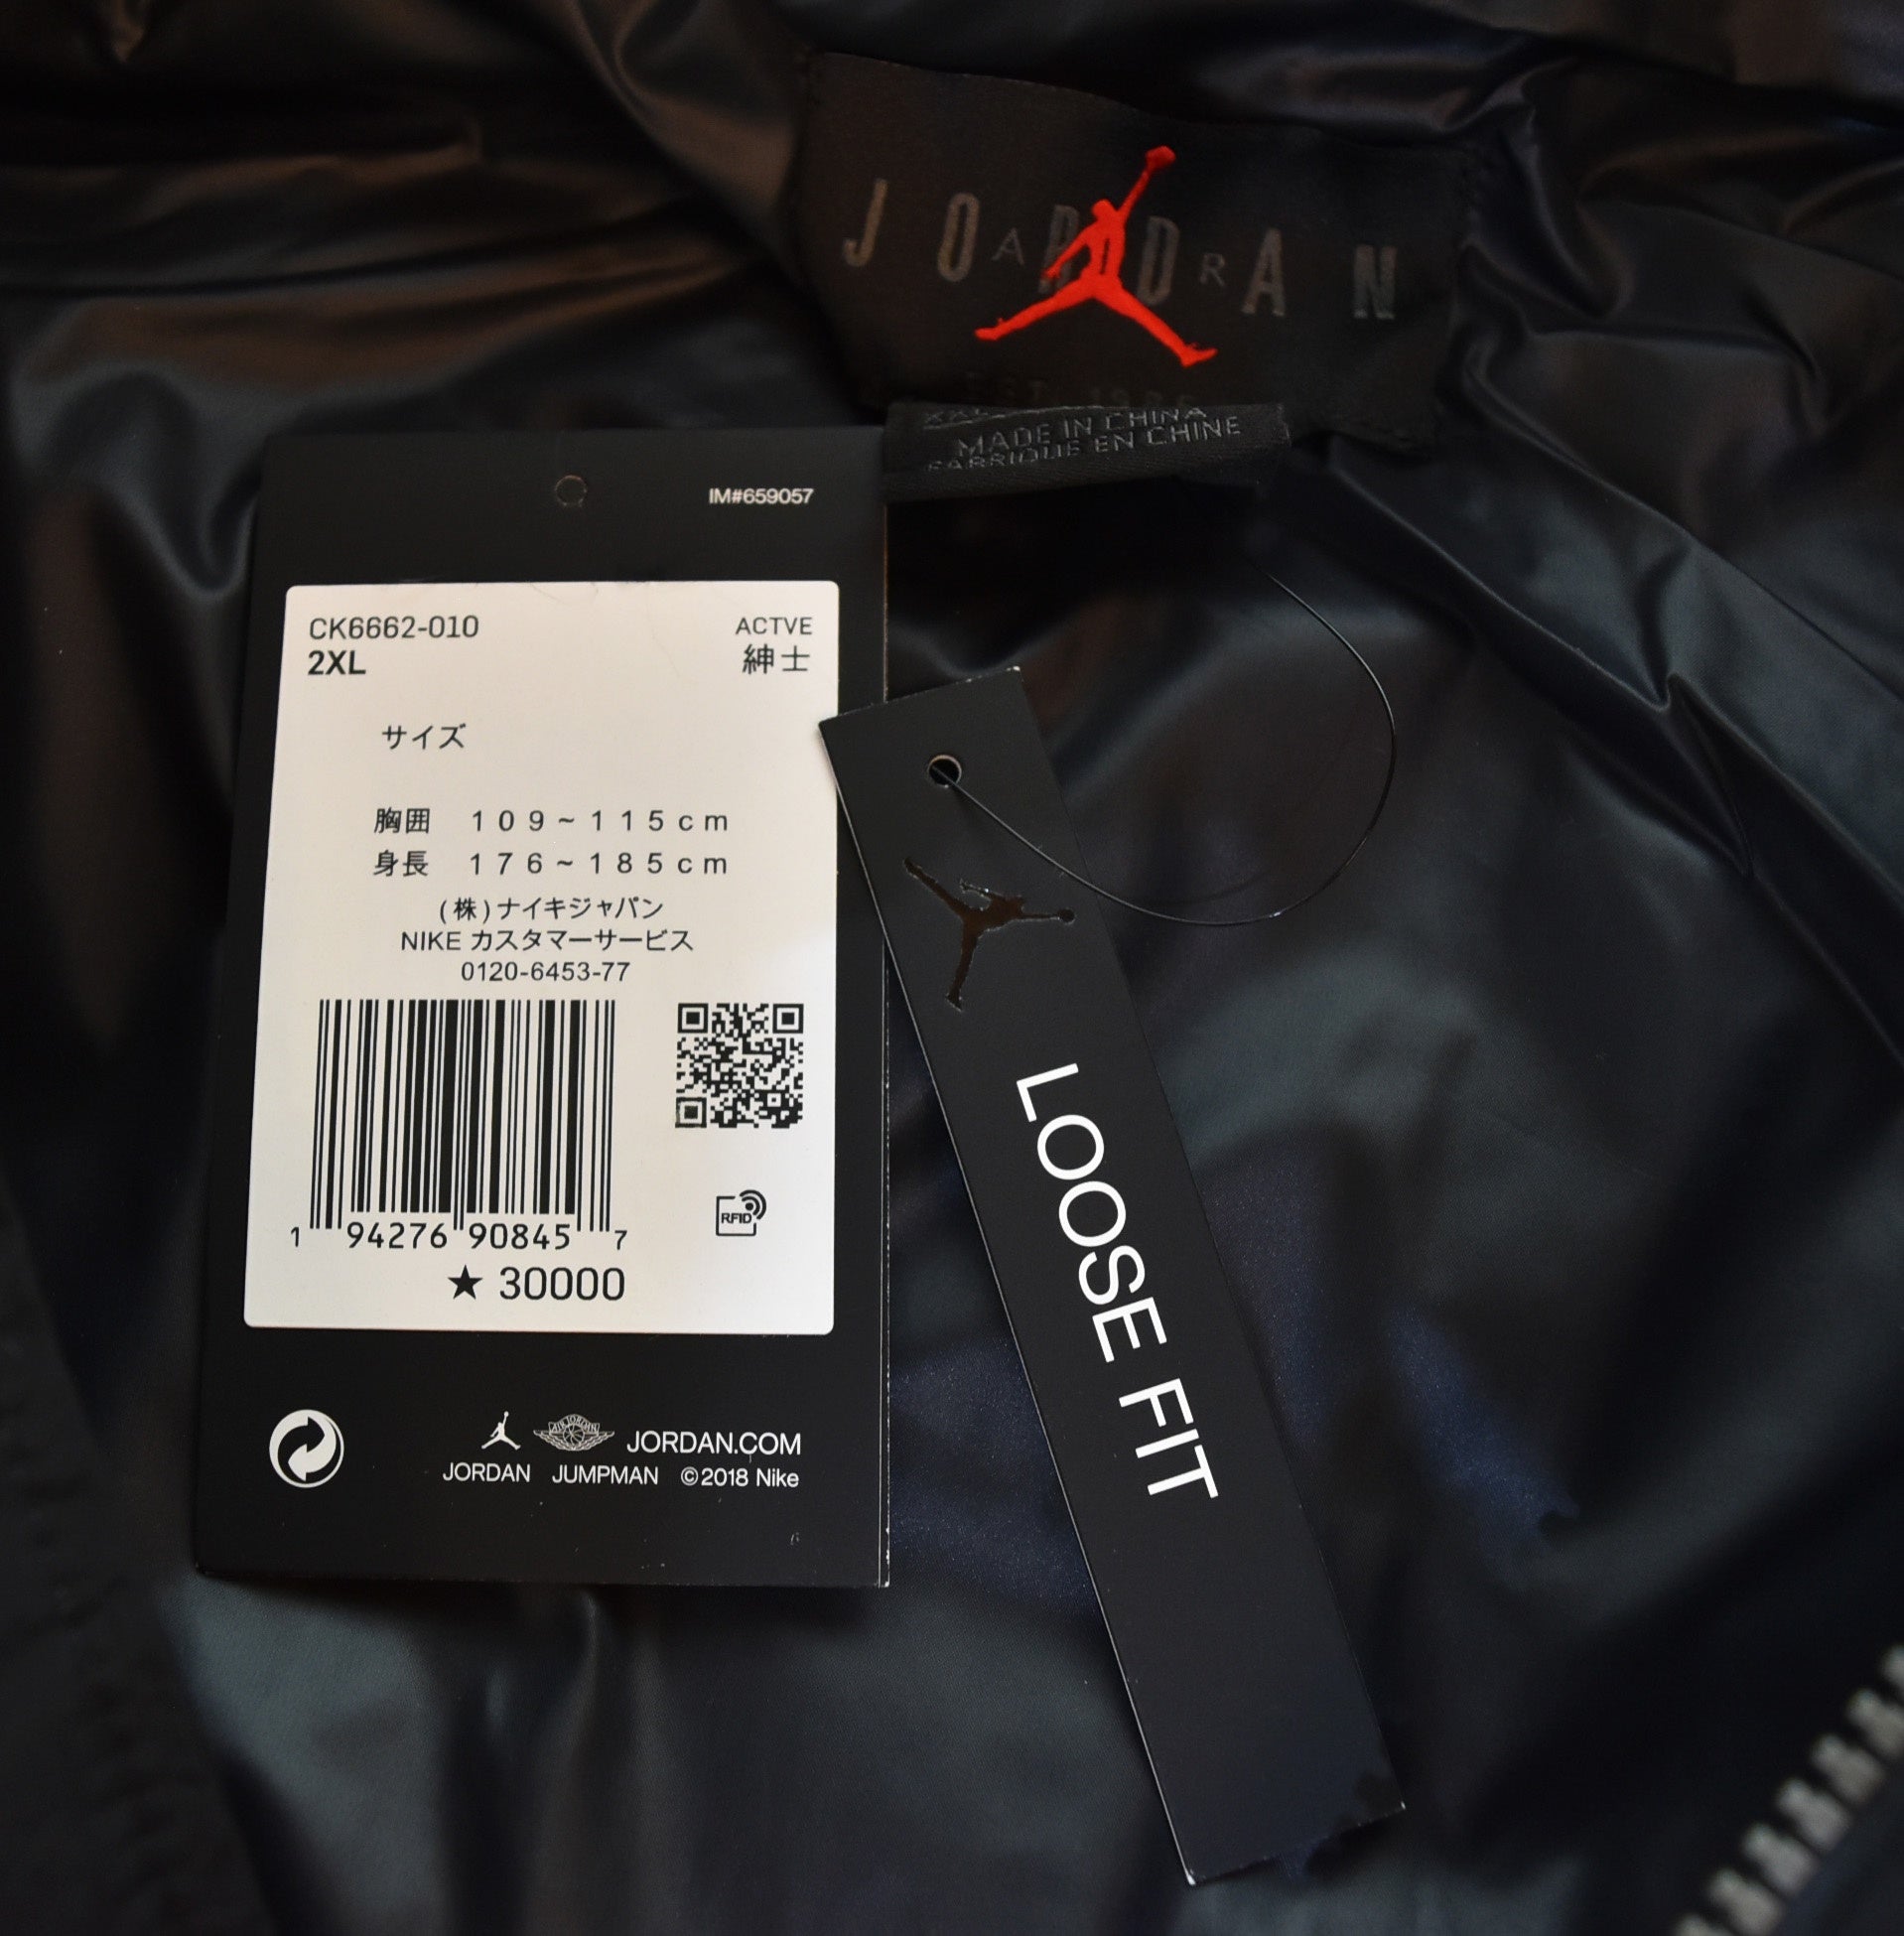 JORDAN
AIR
MADE IN CHINA
FABRIQUE EN CHINE
IM#659057
CK6662-010
ACTVE
2XL
紳士
サイズ
胸囲 109~115cm
身長 176~185cm
(株)ナイキジャパン
NIKE カスタマーサービス
0120-6453-77
1 94276 90845 7
RFID
★ 30000
JORDAN.COM
JORDAN JUMPMAN ©2018 Nike
LOOSE FIT